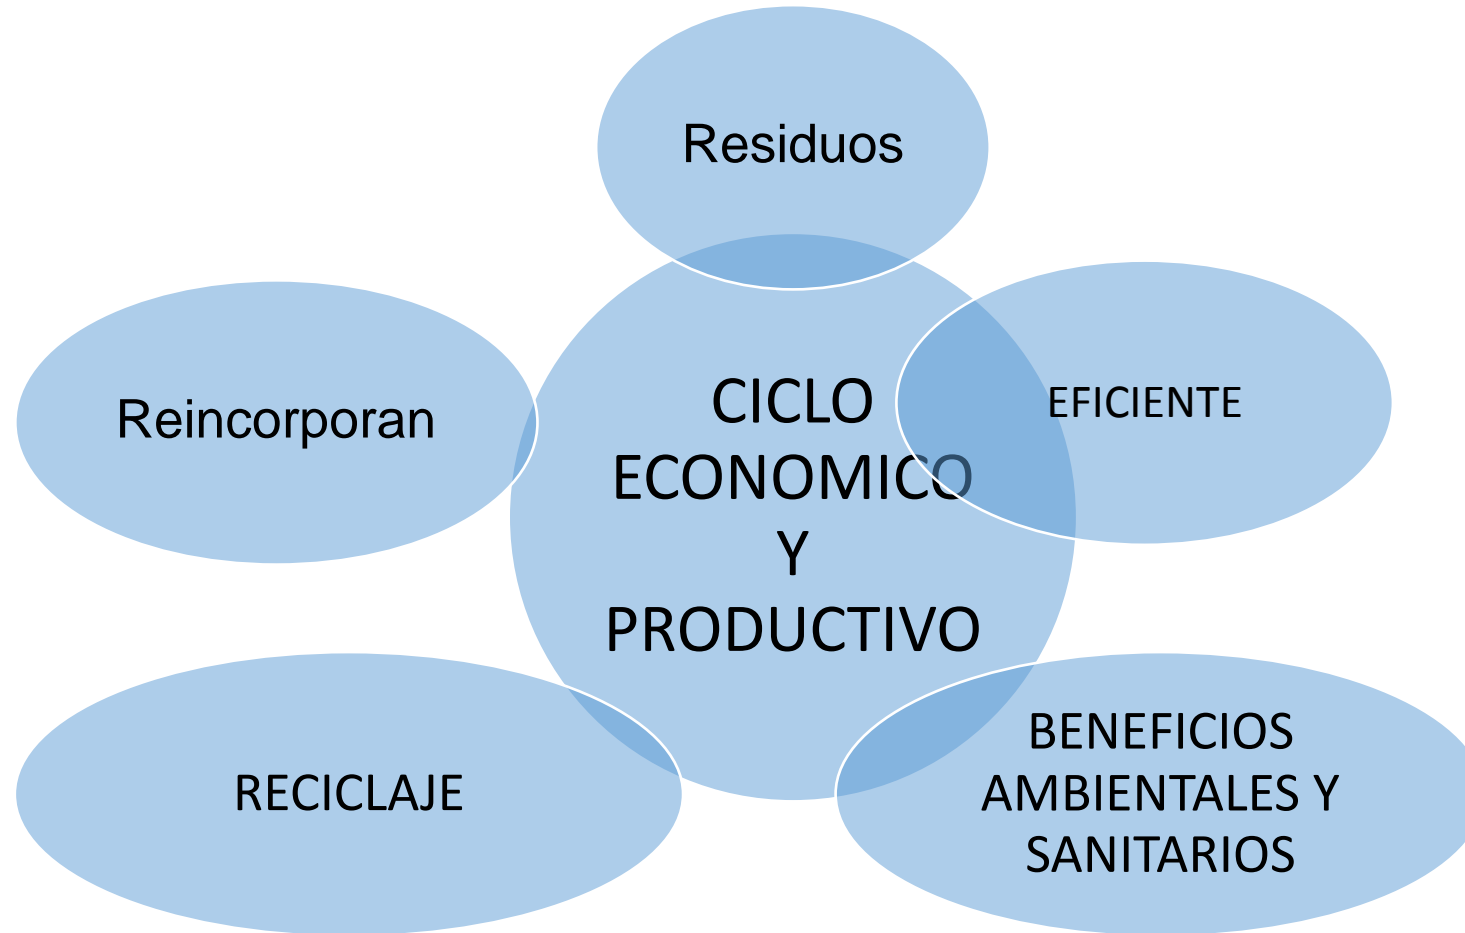 Residuos
EFICIENTE
Reincorporan
CICLO
ECONOMICO
Y
PRODUCTIVO
RECICLAJE
BENEFICIOS
AMBIENTALES Y
SANITARIOS